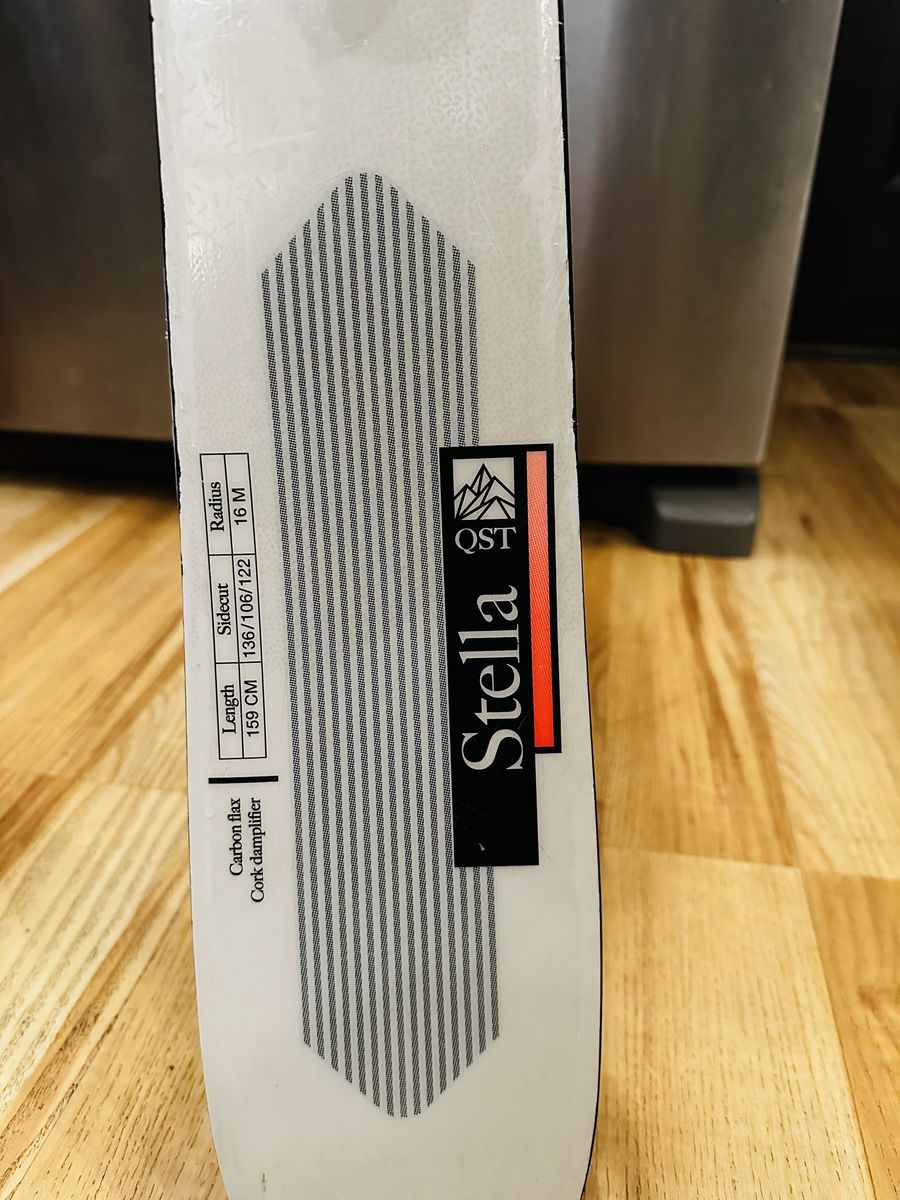 Length Sidecut Radius
159 CM 136/106/122 16 M
Carbon flax
Cork damplifier
Stella QST